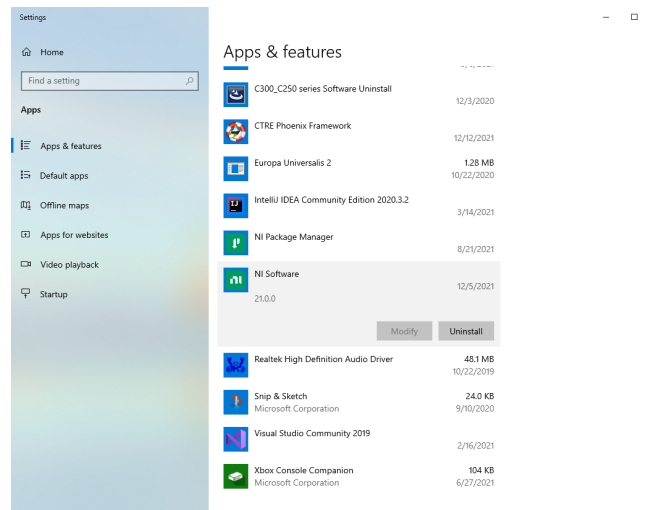 Settings
Home
Find a setting
Apps
Apps & features
Default apps
Offline maps
Apps for websites
Video playback
Startup
Apps & features
C300_C250 series Software Uninstall
12/3/2020
CTRE Phoenix Framework
12/12/2021
Europa Universalis 2
1.28 MB
10/22/2020
IntelliJ IDEA Community Edition 2020.3.2
3/14/2021
NI Package Manager
8/21/2021
NI Software
12/5/2021
21.0.0
Modify
Uninstall
Realtek High Definition Audio Driver
48.1 MB
10/22/2019
Snip & Sketch
24.0 KB
Microsoft Corporation
9/10/2020
Visual Studio Community 2019
2/16/2021
Xbox Console Companion
104 KB
Microsoft Corporation
6/27/2021